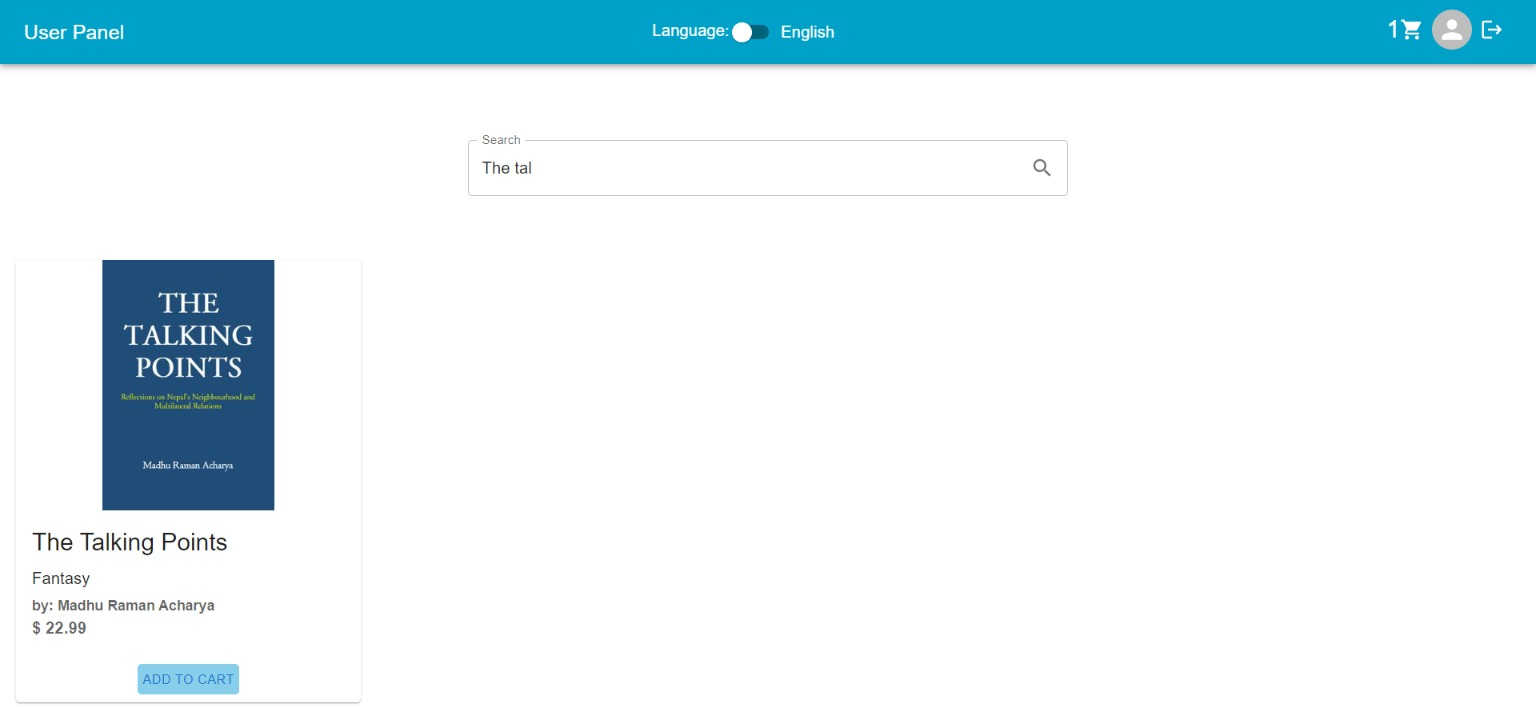 User Panel
Language:
English
1
Search
The tal
THE
TALKING
POINTS
Reflections on Nepal's Neighbourhood and
Multilateral Relations
Madhu Raman Acharya
The Talking Points
Fantasy
by: Madhu Raman Acharya
$ 22.99
ADD TO CART